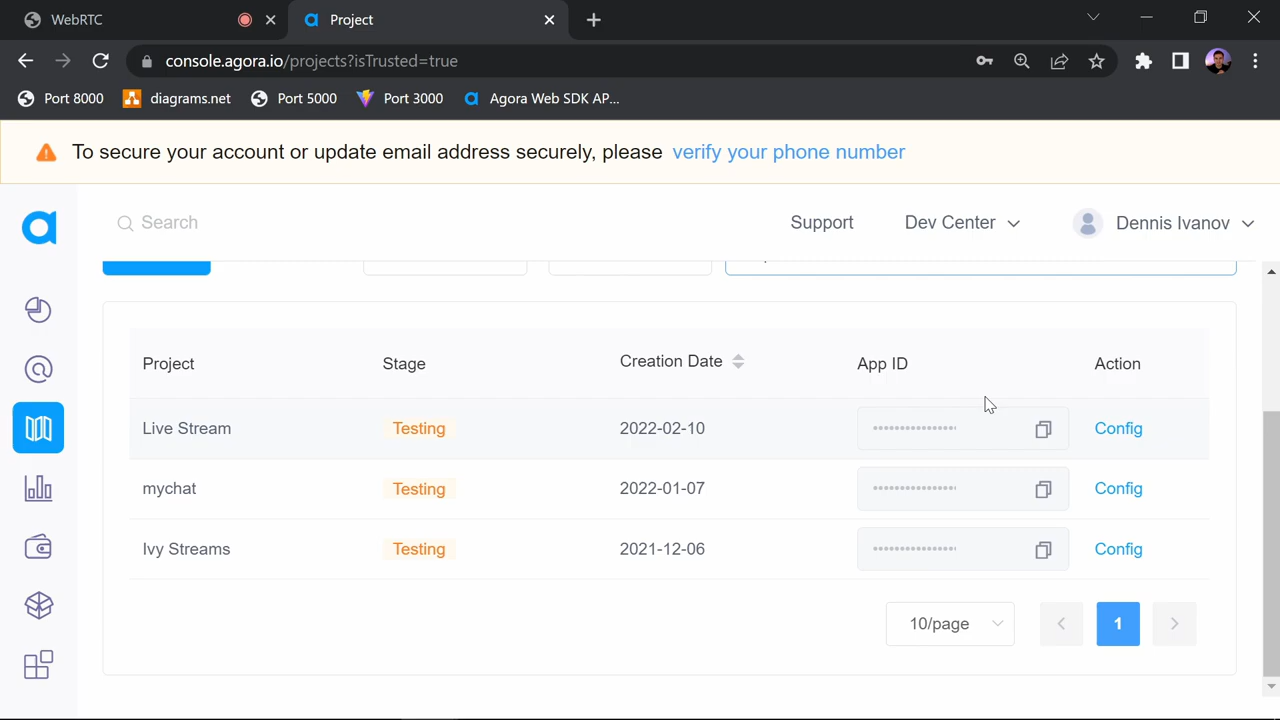 WebRTC
Project
console.agora.io/projects?isTrusted=true
Port 8000
diagrams.net
Port 5000
Port 3000
Agora Web SDK AP...
To secure your account or update email address securely, please verify your phone number
Search
Support
Dev Center
Dennis Ivanov
Project Stage Creation Date App ID Action
Live Stream Testing 2022-02-10 •••••••••••••••• Config
mychat Testing 2022-01-07 •••••••••••••••• Config
Ivy Streams Testing 2021-12-06 •••••••••••••••• Config
10/page
1